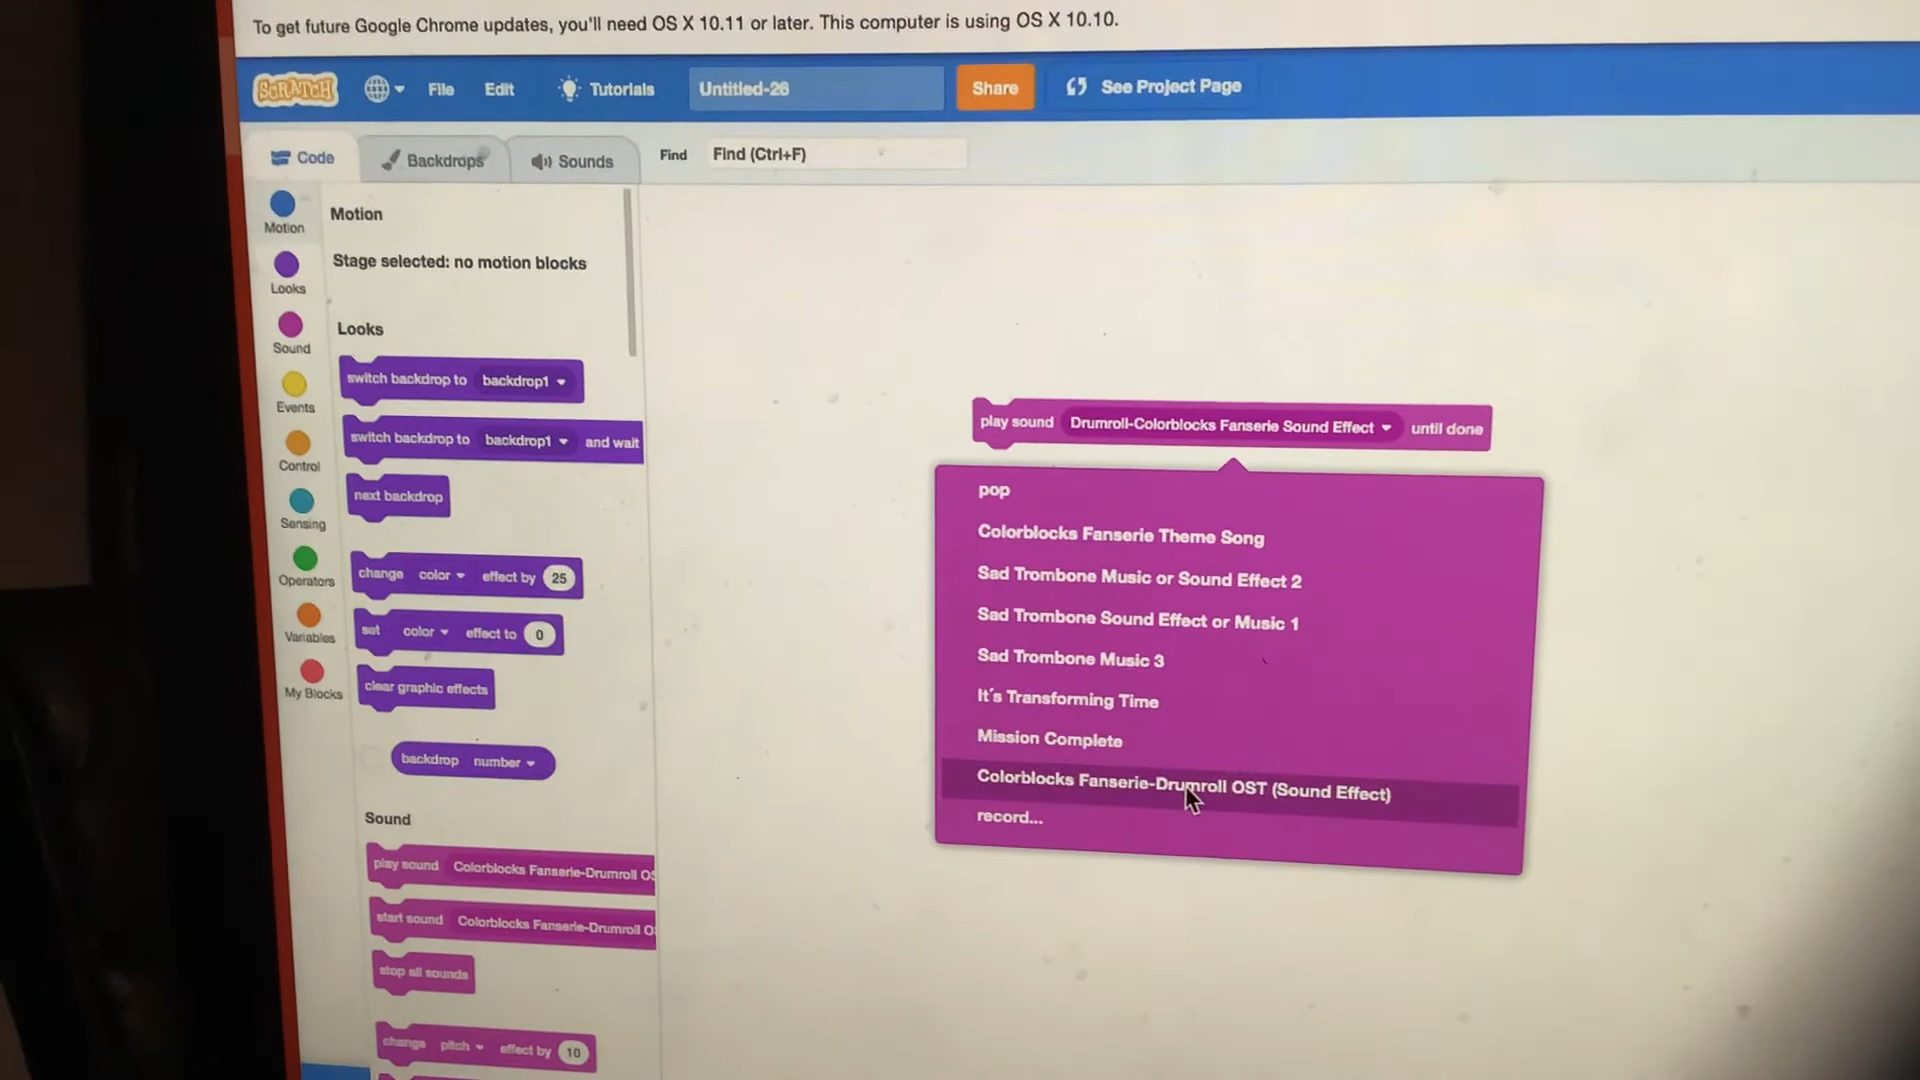 To get future Google Chrome updates, you'll need OS X 10.11 or later. This computer is using OS X 10.10.
SCRATCH File Edit Tutorials Untitled-26 Share See Project Page
Code Backdrops Sounds Find Find (Ctrl+F)
Motion
Looks
Sound
Events
Control
Sensing
Operators
Variables
My Blocks
Motion
Stage selected: no motion blocks
Looks
switch backdrop to backdrop1
switch backdrop to backdrop1 and wait
next backdrop
change color effect by 25
set color effect to 0
clear graphic effects
backdrop number
Sound
play sound Colorblocks Fanserie-Drumroll OS
start sound Colorblocks Fanserie-Drumroll O
stop all sounds
change pitch effect by 10
play sound Drumroll-Colorblocks Fanserie Sound Effect until done
pop
Colorblocks Fanserie Theme Song
Sad Trombone Music or Sound Effect 2
Sad Trombone Sound Effect or Music 1
Sad Trombone Music 3
It´s Transforming Time
Mission Complete
Colorblocks Fanserie-Drumroll OST (Sound Effect)
record...